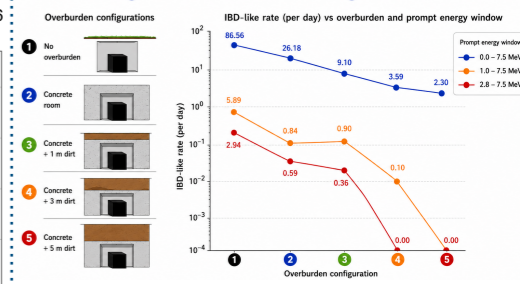 Overburden configurations
1 No
overburden
2 Concrete
room
3 Concrete
+ 1 m dirt
4 Concrete
+ 3 m dirt
5 Concrete
+ 5 m dirt
IBD-like rate (per day) vs overburden and prompt energy window
Prompt energy window
0.0 – 7.5 MeV
1.0 – 7.5 MeV
2.8 – 7.5 MeV
IBD-like rate (per day)
10²
10¹
10⁰
10⁻¹
10⁻²
10⁻³
10⁻⁴
86.56
26.18
9.10
3.59
2.30
5.89
0.84
0.90
0.10
2.94
0.59
0.36
0.00
0.00
1 2 3 4 5
Overburden configuration